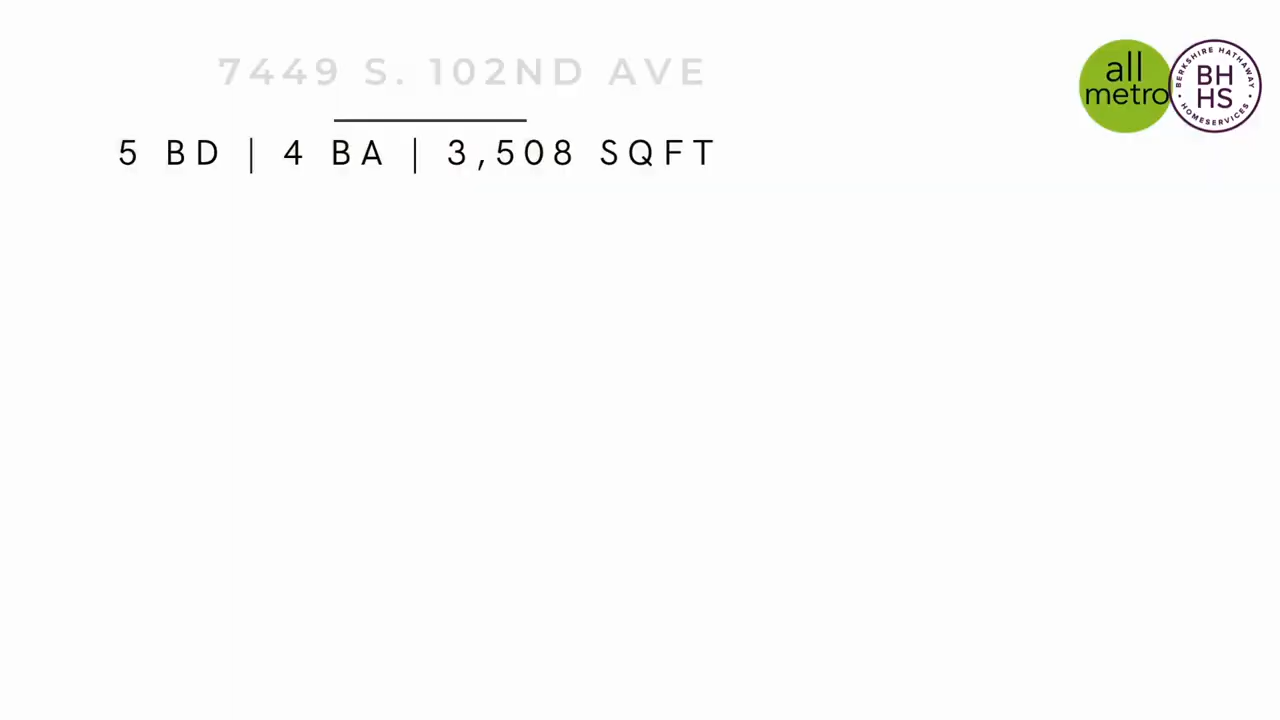 7449 S. 102ND AVE
5 BD | 4 BA | 3,508 SQFT
all
metro
BERKSHIRE HATHAWAY
BH
HS
HOMESERVICES